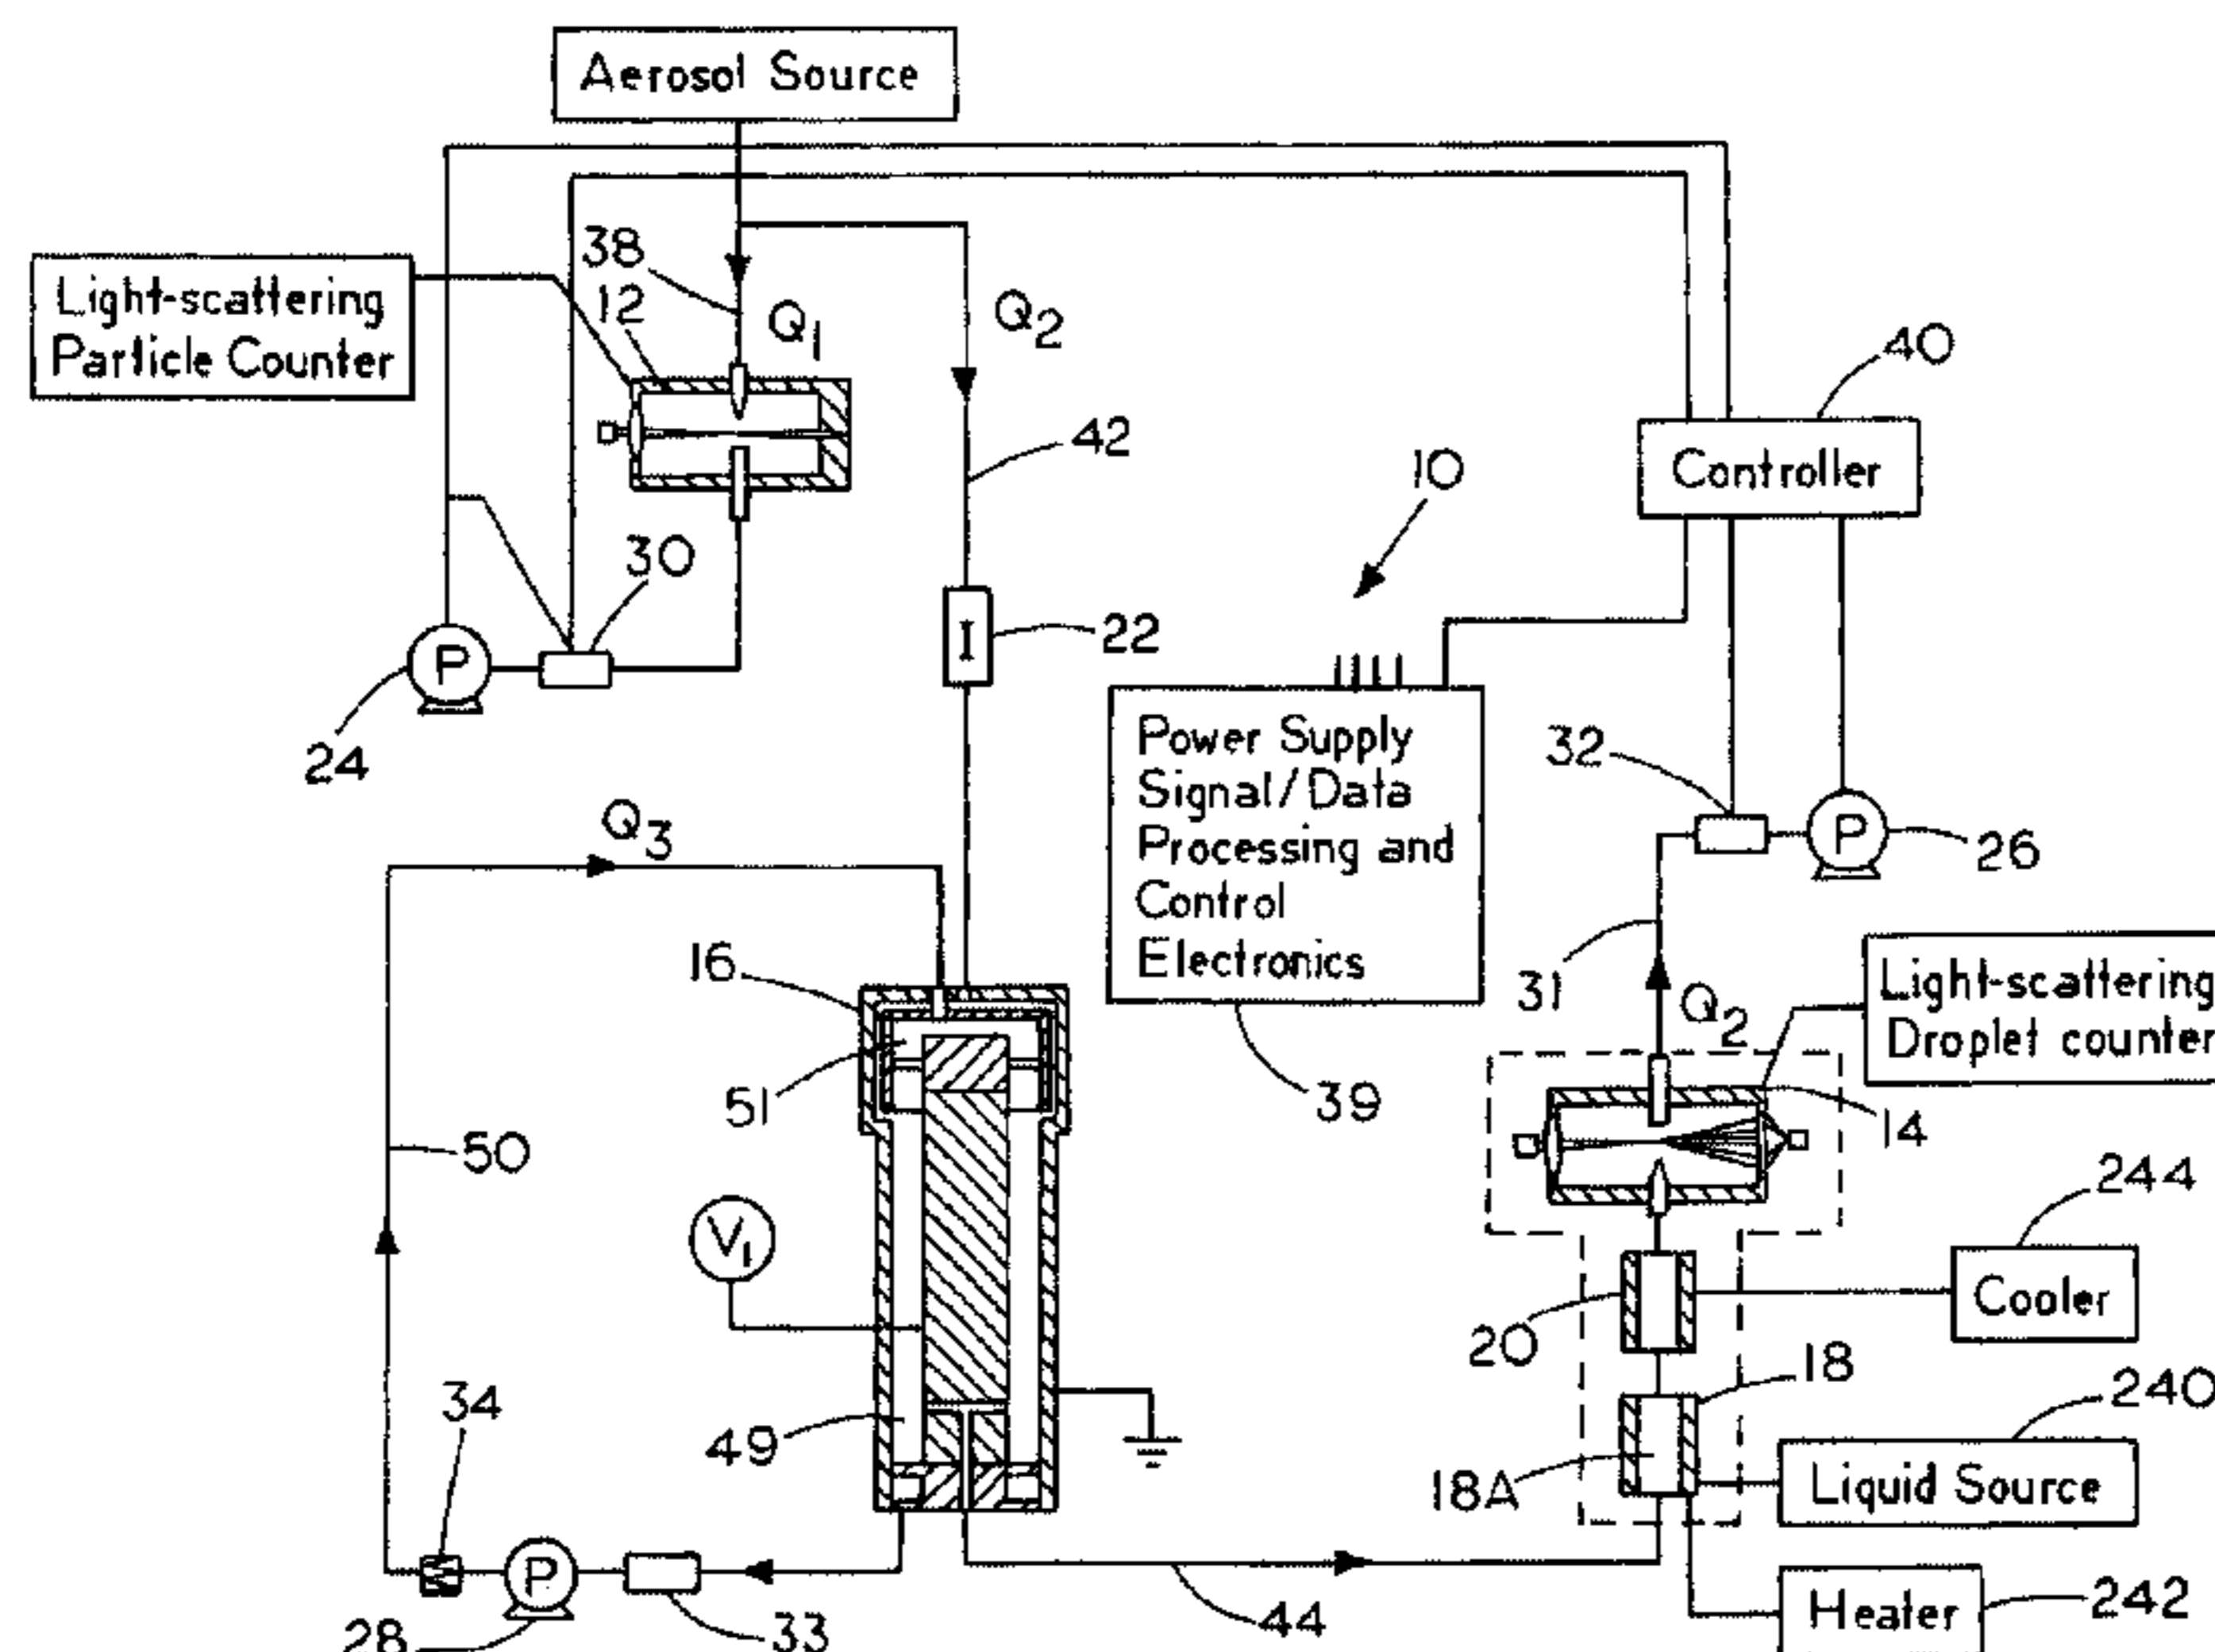 Aerosol Source
38
12
Q1
Q2
Light-scattering
Particle Counter
40
42
Controller
10
30
P
24
I
22
Power Supply
Signal/Data
Processing and
Control
Electronics
32
P
26
Q3
16
31
Q2
Light-scattering
Droplet counter
51
39
14
50
244
V1
Cooler
20
18
240
34
49
18A
Liquid Source
P
28
33
44
Heater
242